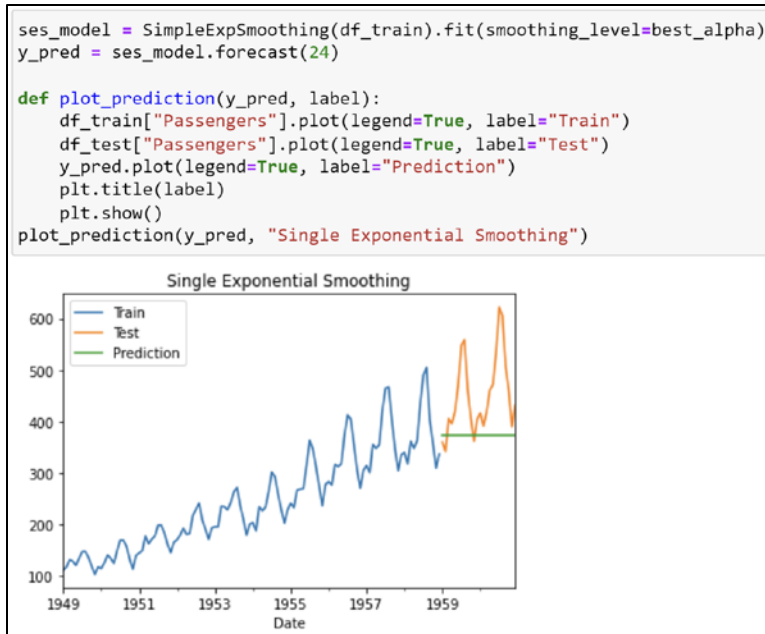 ses_model = SimpleExpSmoothing(df_train).fit(smoothing_level=best_alpha)
y_pred = ses_model.forecast(24)
def plot_prediction(y_pred, label):
    df_train["Passengers"].plot(legend=True, label="Train")
    df_test["Passengers"].plot(legend=True, label="Test")
    y_pred.plot(legend=True, label="Prediction")
    plt.title(label)
    plt.show()
plot_prediction(y_pred, "Single Exponential Smoothing")
Single Exponential Smoothing
Train
Test
Prediction
600
500
400
300
200
100
1949 1951 1953 1955 1957 1959
Date